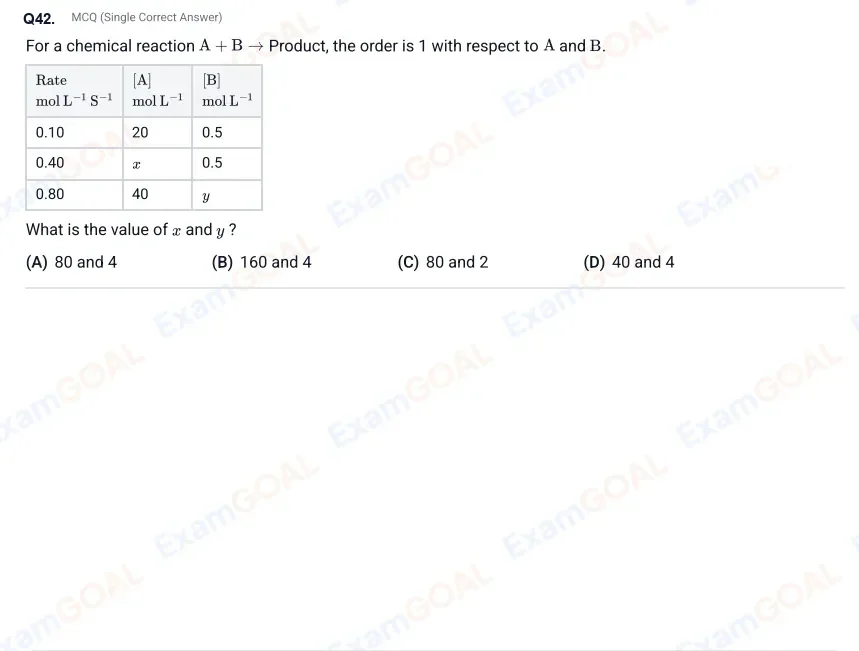 Q42. MCQ (Single Correct Answer)
For a chemical reaction A + B → Product, the order is 1 with respect to A and B.
Rate [A] [B]
mol L⁻¹ S⁻¹ mol L⁻¹ mol L⁻¹
0.10 20 0.5
0.40 x 0.5
0.80 40 y
What is the value of x and y ?
(A) 80 and 4 (B) 160 and 4 (C) 80 and 2 (D) 40 and 4
ExamGOAL